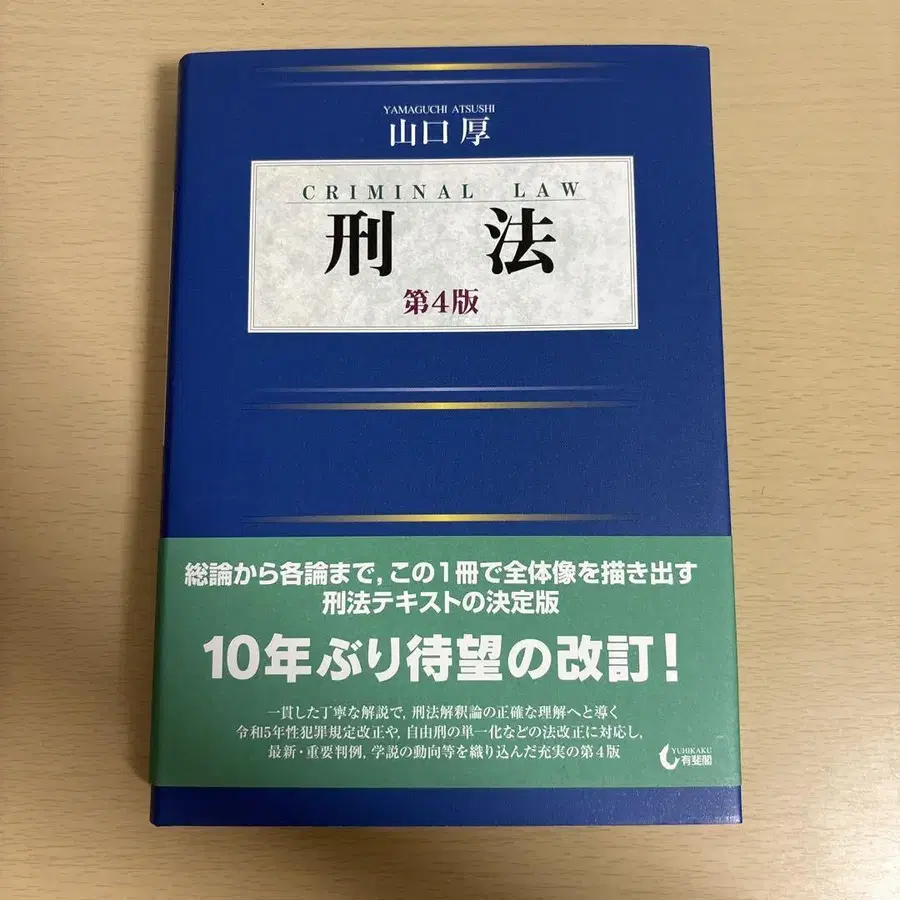 YAMAGUCHI ATSUSHI
山口 厚
CRIMINAL LAW
刑 法
第4版
総論から各論まで,この1冊で全体像を描き出す
刑法テキストの決定版
10年ぶり待望の改訂!
一貫した丁寧な解説で,刑法解釈論の正確な理解へと導く
令和5年性犯罪規定改正や,自由刑の単一化などの法改正に対応し,
最新・重要判例,学説の動向等を織り込んだ充実の第4版
YUHIKAKU
有斐閣